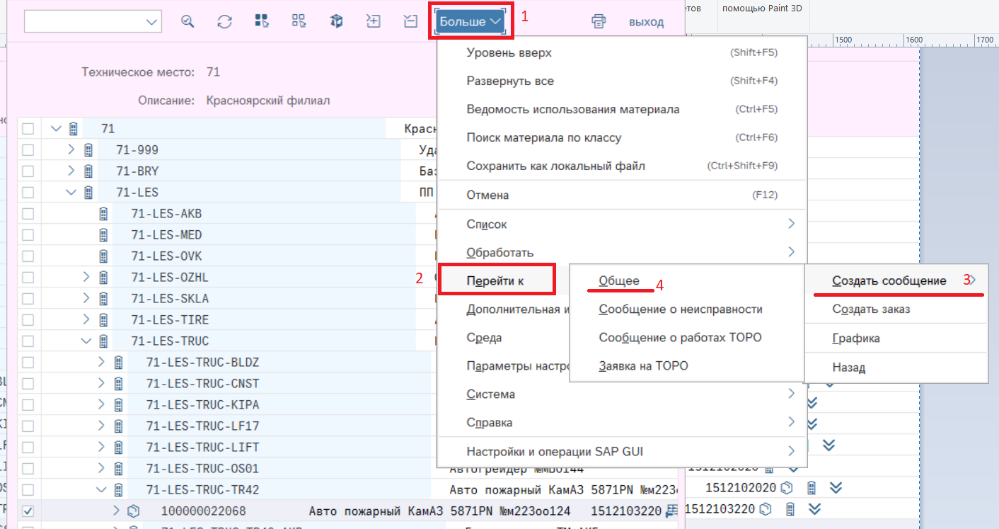 етов
помощью Paint 3D
Больше
1
выход
1500
1600
1700
Уровень вверх (Shift+F5)
Развернуть все (Shift+F4)
Ведомость использования материала (Ctrl+F5)
Поиск материала по классу (Ctrl+F6)
Сохранить как локальный файл (Ctrl+Shift+F9)
Отмена (F12)
Список
Обработать
2
Перейти к
Дополнительная и
Среда
Параметры настро
Система
Справка
Настройки и операции SAP GUI
Общее 4
Сообщение о неисправности
Сообщение о работах ТОРО
Заявка на ТОРО
Создать сообщение 3
Создать заказ
Графика
Назад
Техническое место: 71
Описание: Красноярский филиал
71 Красн
71-999 Уда
71-BRY Баз
71-LES ПП
71-LES-AKB
71-LES-MED
71-LES-OVK
71-LES-OZHL
71-LES-SKLA
71-LES-TIRE
71-LES-TRUC
71-LES-TRUC-BLDZ
71-LES-TRUC-CNST
71-LES-TRUC-KIPA
71-LES-TRUC-LF17
71-LES-TRUC-LIFT
71-LES-TRUC-OS01 Автогрейдер 1512102020
71-LES-TRUC-TR42 Авто пожарный КамАЗ 5871PN №м223 1512102020
100000022068 Авто пожарный КамАЗ 5871PN №м223оо124 1512103220 1512103220